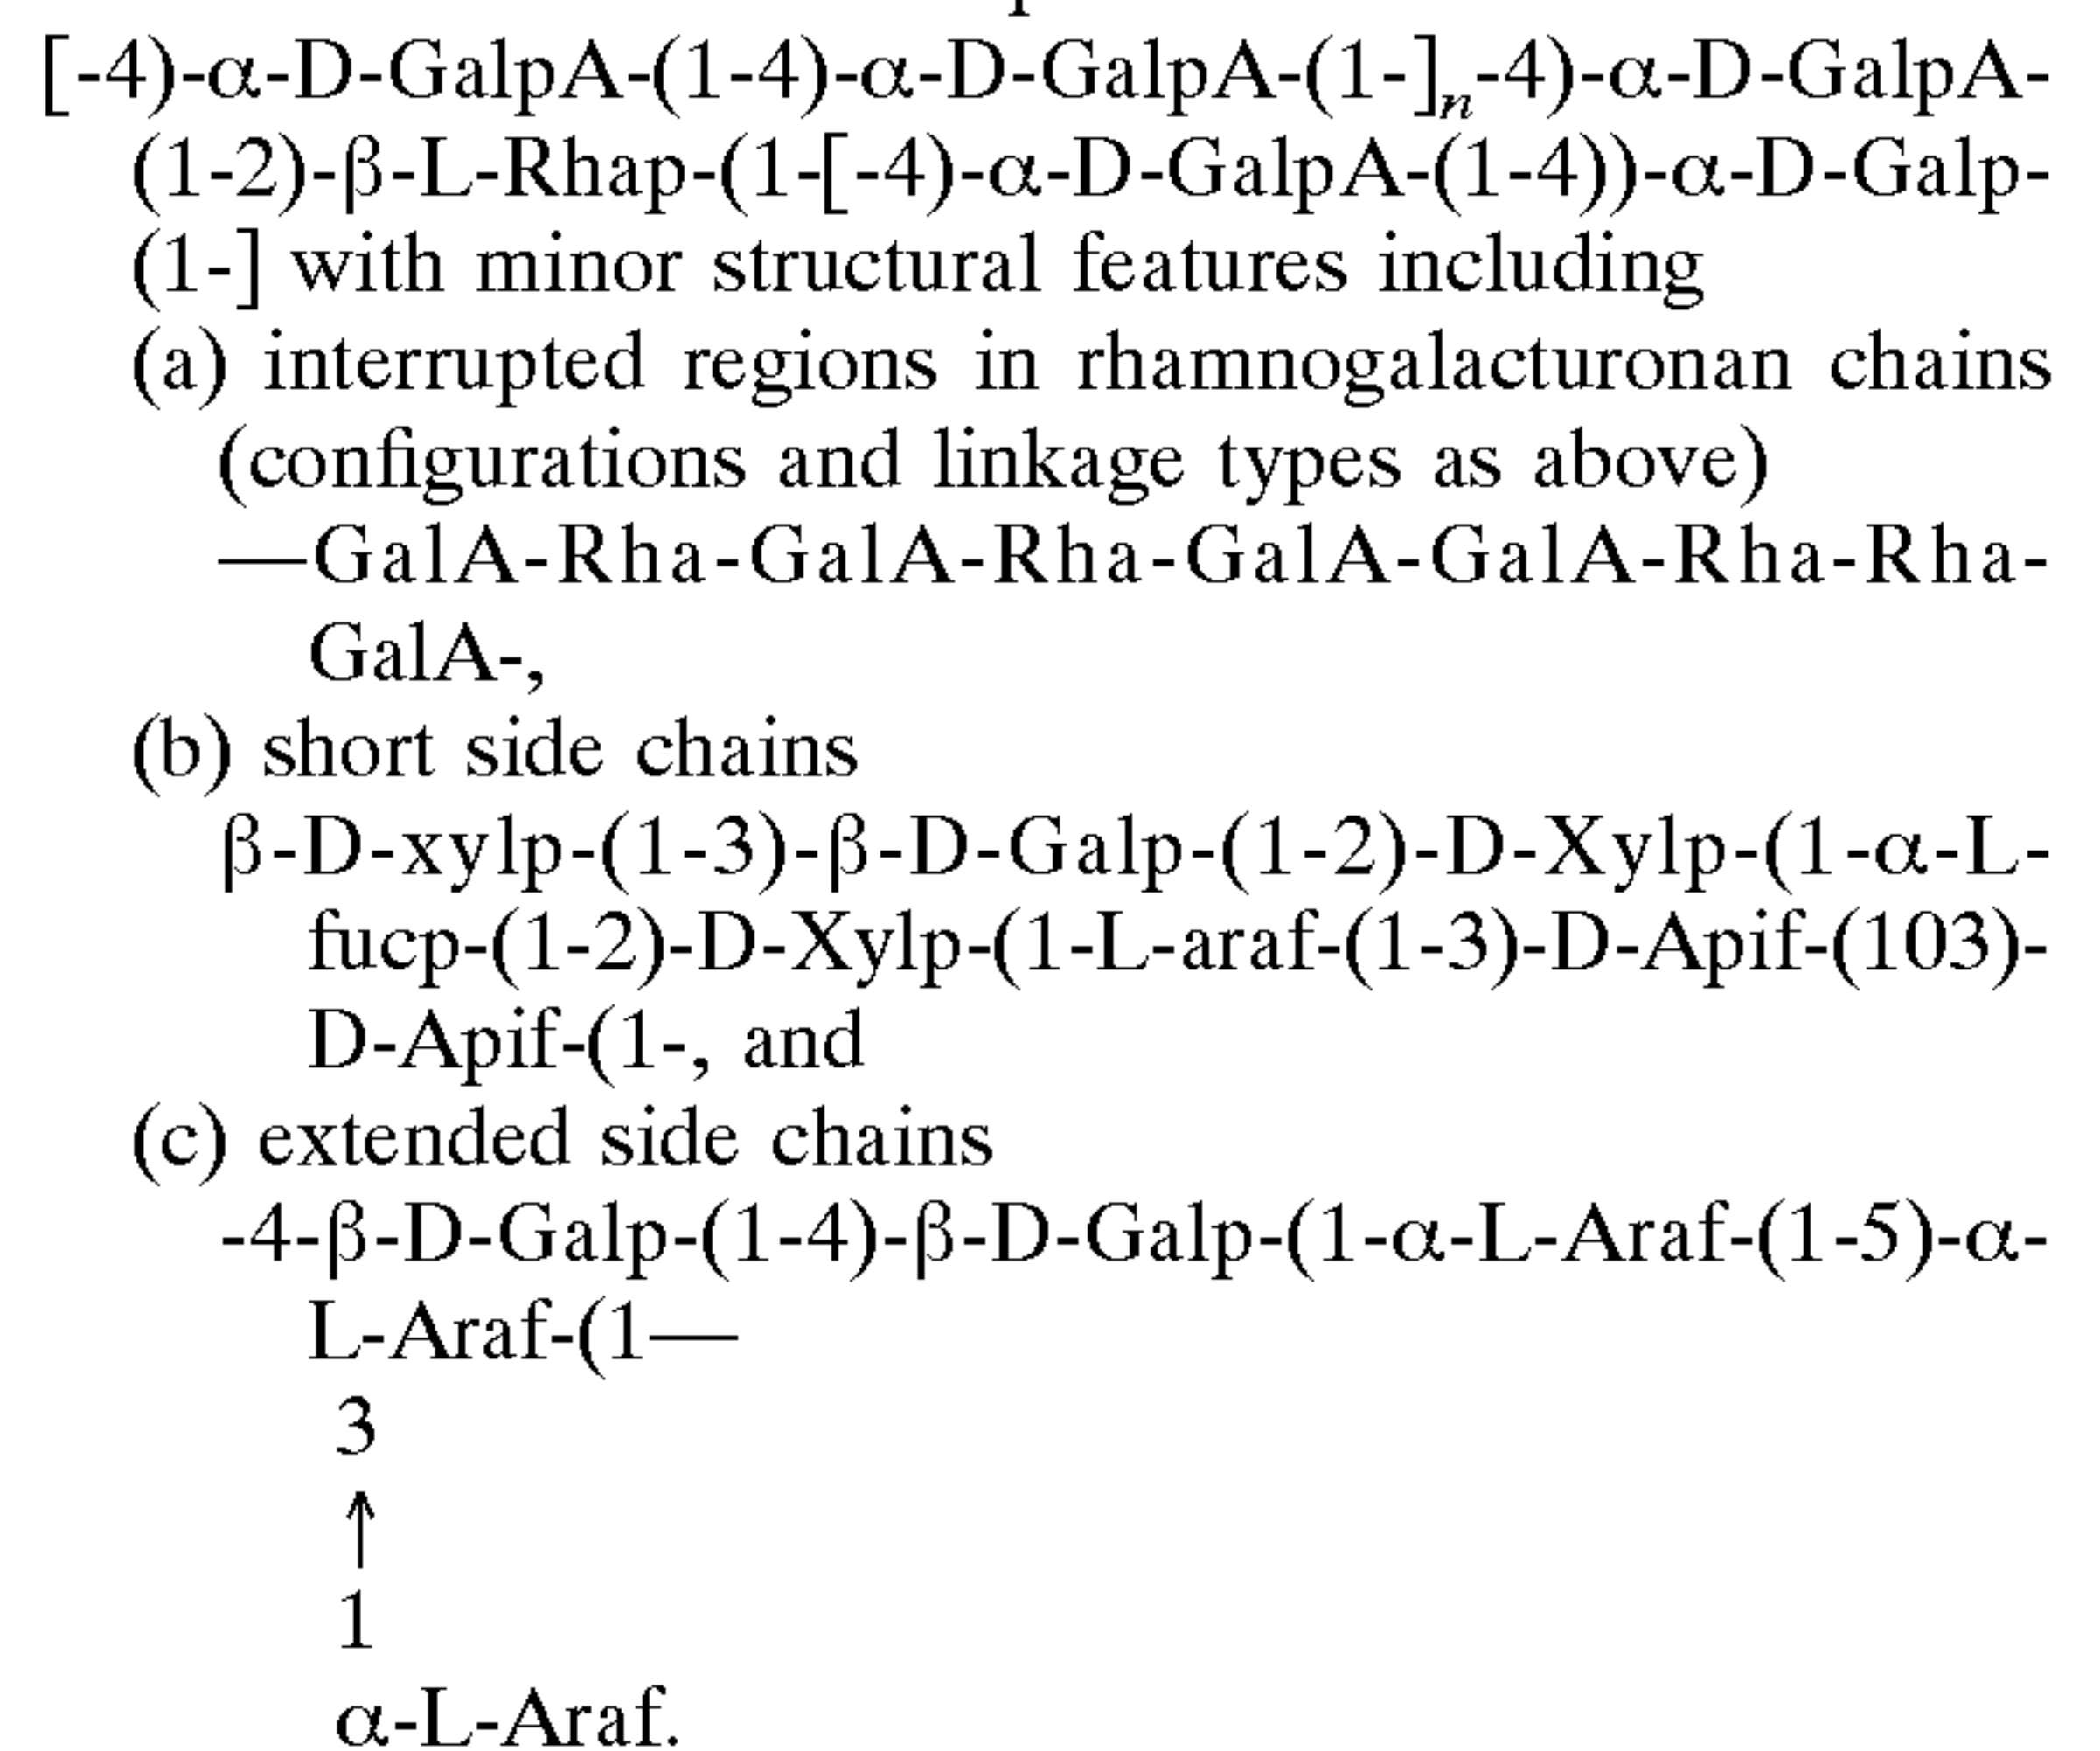 [-4)-α-D-GalpA-(1-4)-α-D-GalpA-(1-]n-4)-α-D-GalpA-
(1-2)-β-L-Rhap-(1-[-4)-α-D-GalpA-(1-4))-α-D-Galp-
(1-] with minor structural features including
(a) interrupted regions in rhamnogalacturonan chains
(configurations and linkage types as above)
—GalA-Rha-GalA-Rha-GalA-GalA-Rha-Rha-
GalA-,
(b) short side chains
β-D-xylp-(1-3)-β-D-Galp-(1-2)-D-Xylp-(1-α-L-
fucp-(1-2)-D-Xylp-(1-L-araf-(1-3)-D-Apif-(103)-
D-Apif-(1-, and
(c) extended side chains
-4-β-D-Galp-(1-4)-β-D-Galp-(1-α-L-Araf-(1-5)-α-
L-Araf-(1—
3
↑
1
α-L-Araf.